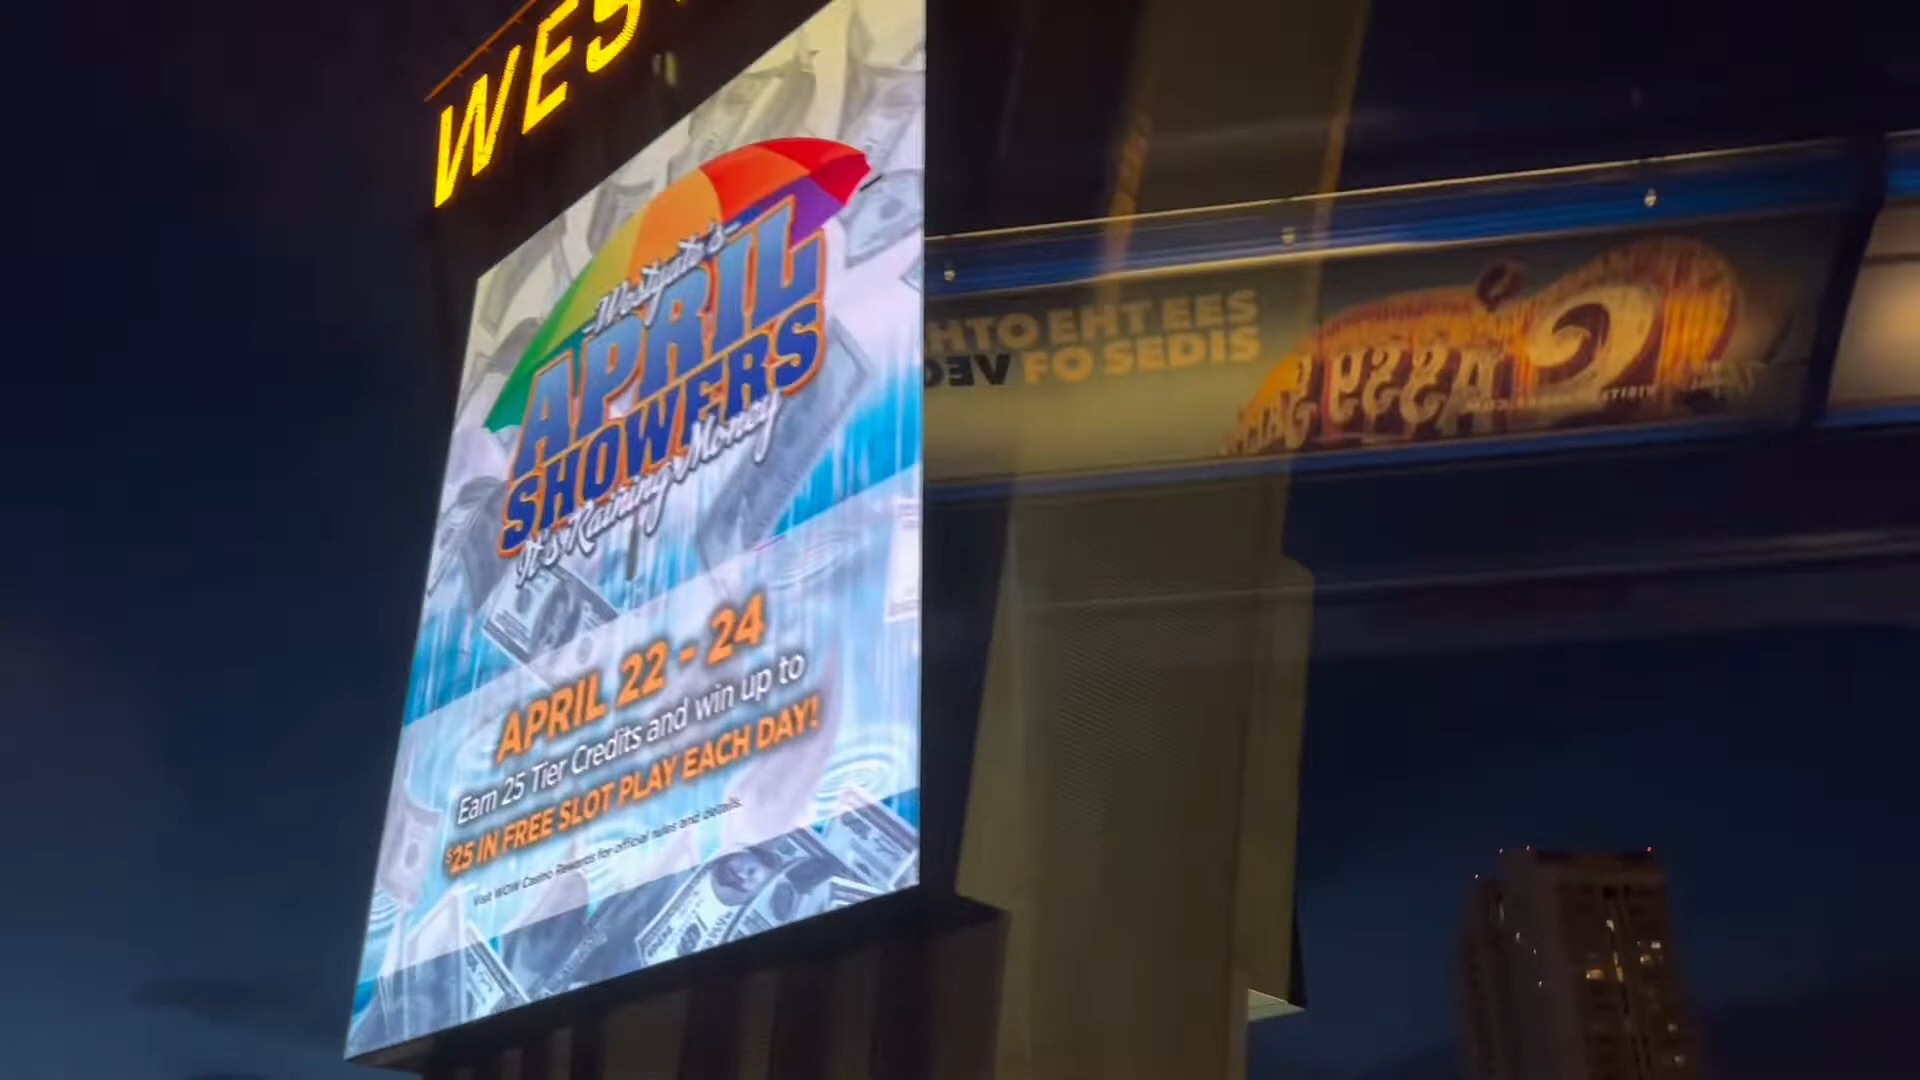 WES
-Westgate's-
APRIL
SHOWERS
It's Raining Money
APRIL 22 - 24
Earn 25 Tier Credits and win up to
$25 IN FREE SLOT PLAY EACH DAY!
Visit WOW Casino Rewards for official rules and details.
SEE THE OTH
SIDES OF VEG